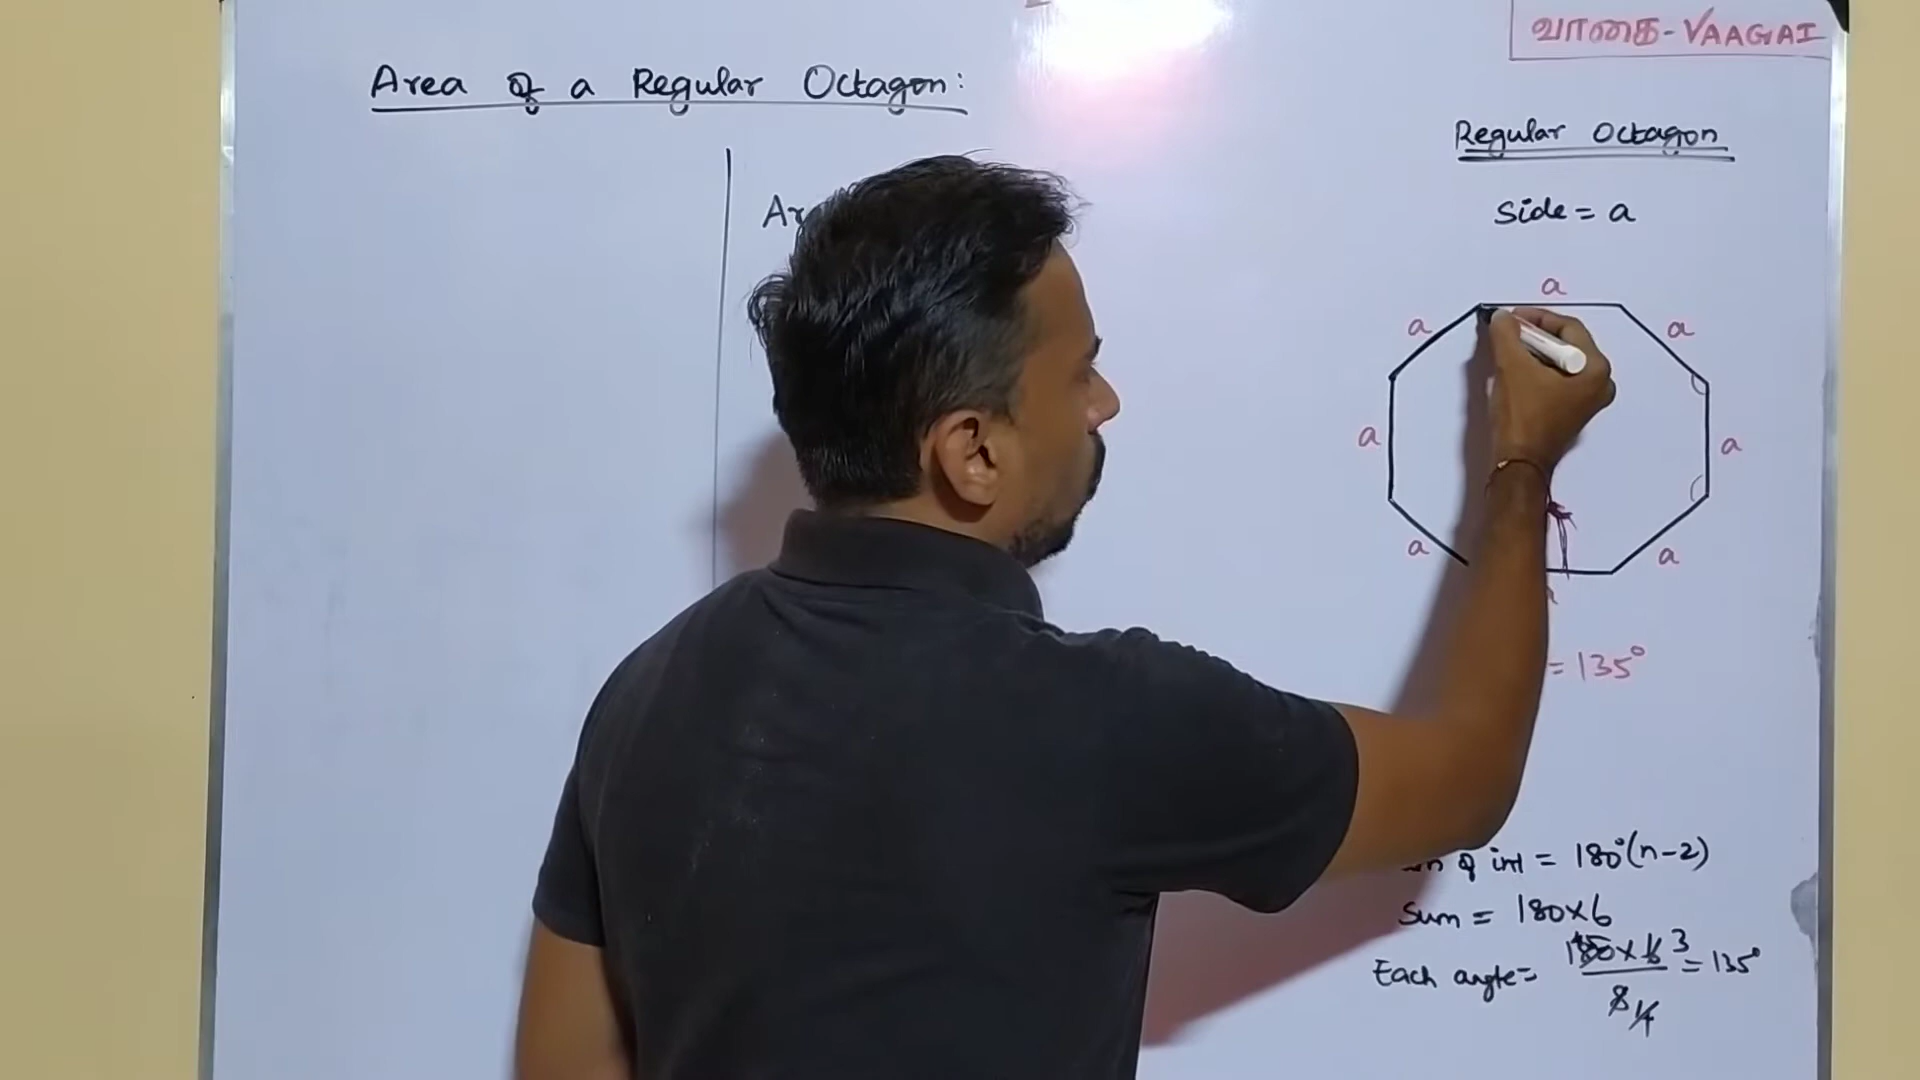 வாகை - VAAGAI
Area of a Regular Octagon:
Regular Octagon
Side = a
a
a
a
a
a
a
a
= 135°
of int = 180°(n-2)
Sum = 180×6
Each angle = 180×6 3 = 135°
8 4